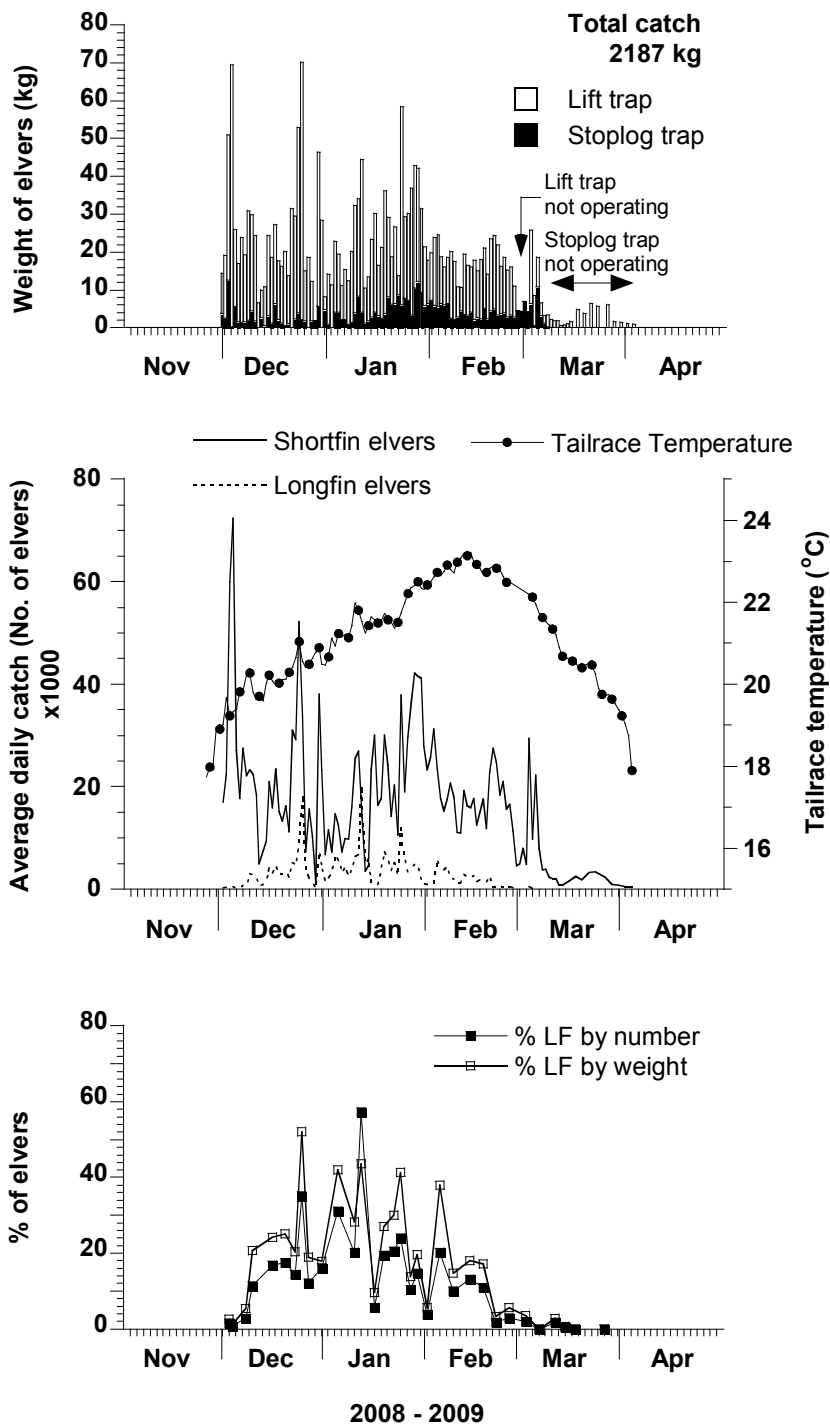 Total catch
2187 kg
Lift trap
Stoplog trap
Lift trap
not operating
Stoplog trap
not operating
Weight of elvers (kg)
80
70
60
50
40
30
20
10
0
Nov Dec Jan Feb Mar Apr
Shortfin elvers Tailrace Temperature
Longfin elvers
Average daily catch (No. of elvers)
x1000
80
60
40
20
0
24
22
20
18
16
Tailrace temperature (°C)
Nov Dec Jan Feb Mar Apr
% LF by number
% LF by weight
% of elvers
80
60
40
20
0
Nov Dec Jan Feb Mar Apr
2008 - 2009